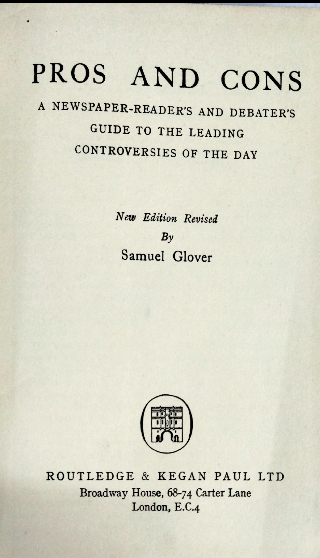 PROS AND CONS
A NEWSPAPER-READER'S AND DEBATER'S
GUIDE TO THE LEADING
CONTROVERSIES OF THE DAY
New Edition Revised
By
Samuel Glover
ROUTLEDGE & KEGAN PAUL LTD
Broadway House, 68-74 Carter Lane
London, E.C.4